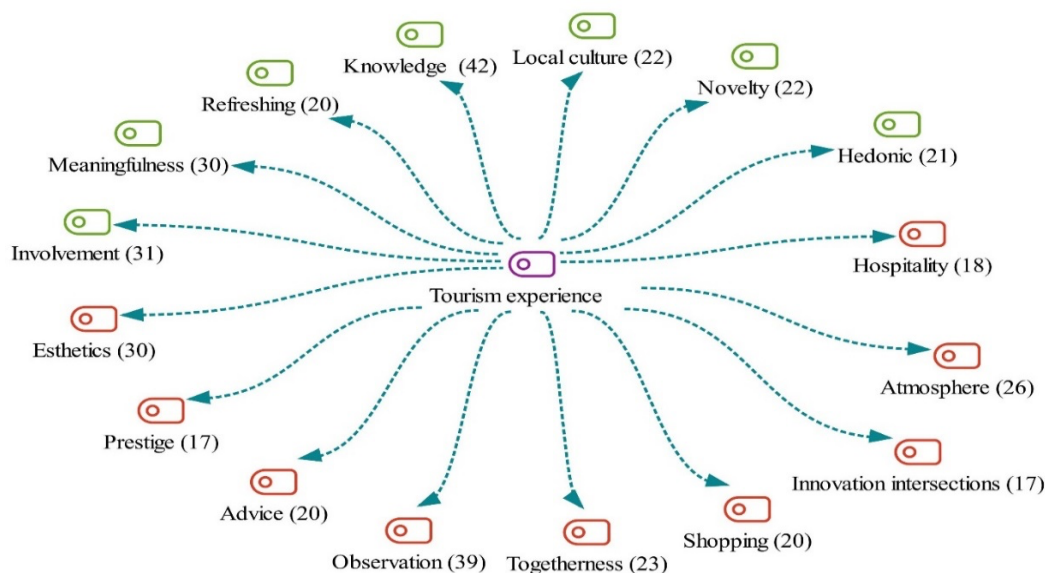 Local culture (22)
Knowledge (42)
Novelty (22)
Refreshing (20)
Hedonic (21)
Meaningfulness (30)
Involvement (31)
Hospitality (18)
Tourism experience
Esthetics (30)
Atmosphere (26)
Prestige (17)
Innovation intersections (17)
Advice (20)
Shopping (20)
Observation (39)
Togetherness (23)